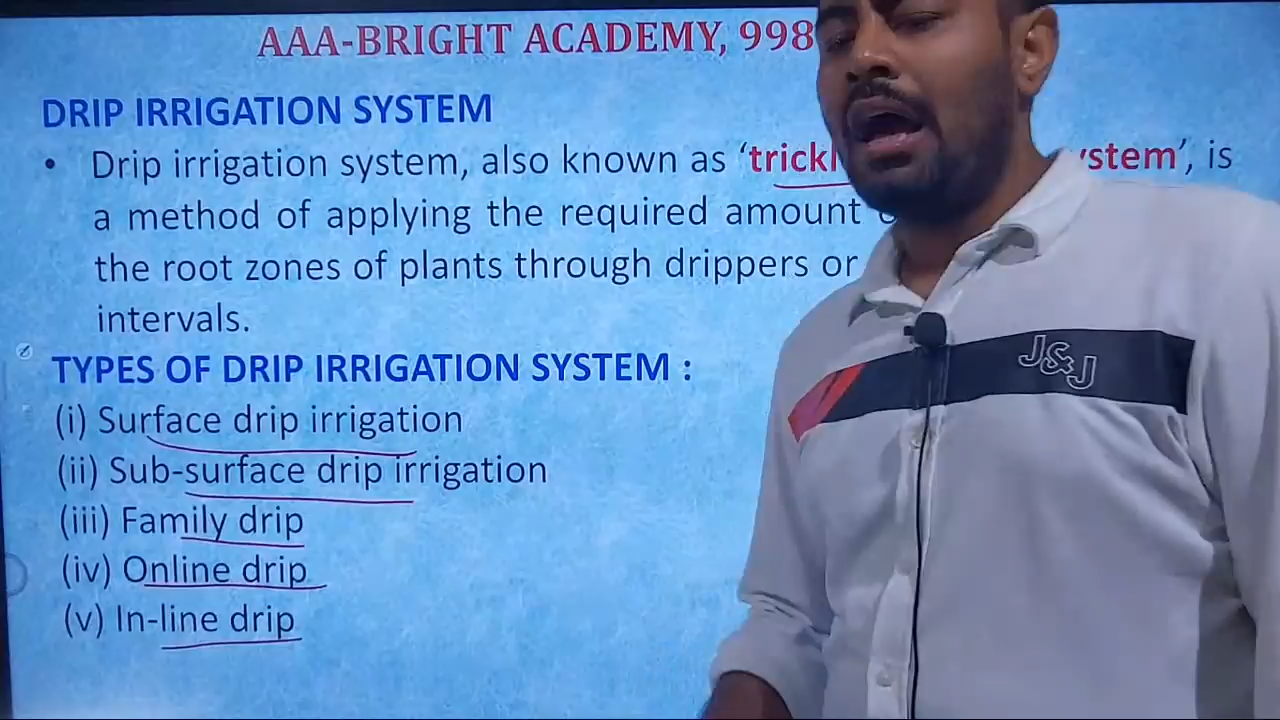 AAA-BRIGHT ACADEMY, 998
DRIP IRRIGATION SYSTEM
• Drip irrigation system, also known as ‘trickl ystem’, is
a method of applying the required amount
the root zones of plants through drippers or
intervals.
TYPES OF DRIP IRRIGATION SYSTEM :
(i) Surface drip irrigation
(ii) Sub-surface drip irrigation
(iii) Family drip
(iv) Online drip
(v) In-line drip
J&J